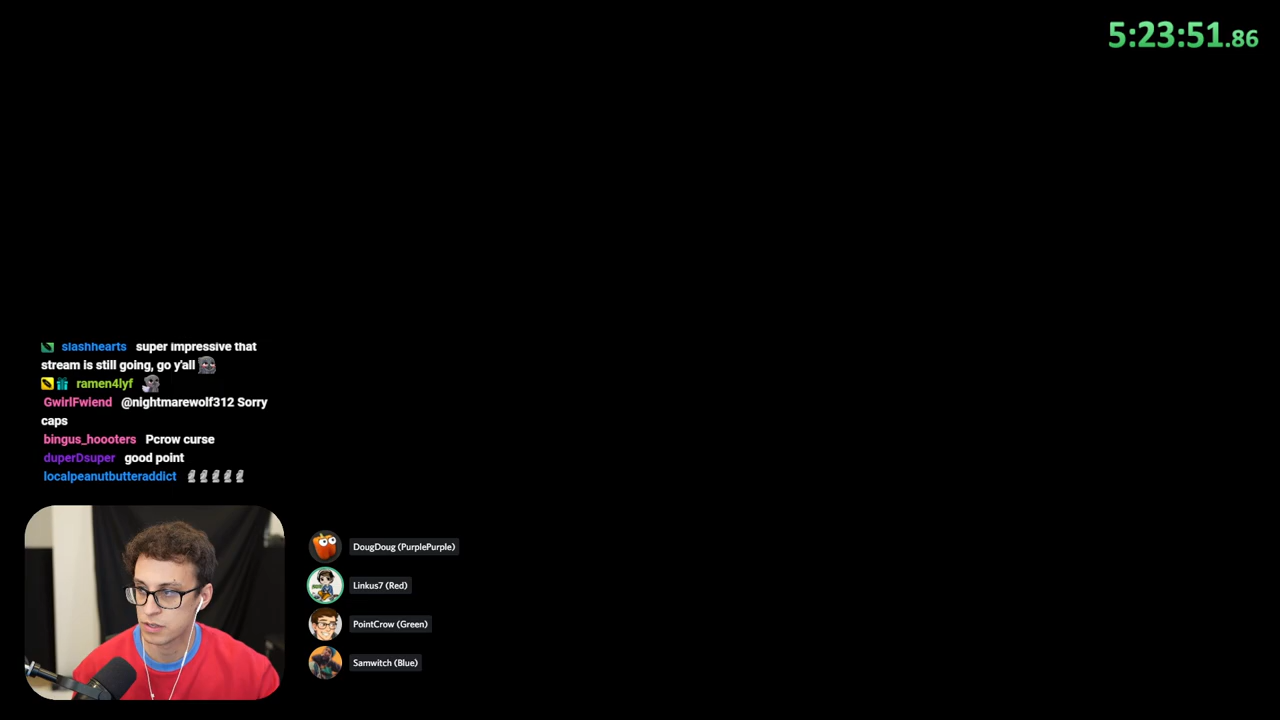 5:23:51.86
slashhearts super impressive that
stream is still going, go y'all
ramen4lyf
GwirlFwiend @nightmarewolf312 Sorry
caps
bingus_hoooters Pcrow curse
duperDsuper good point
localpeanutbutteraddict
DougDoug (PurplePurple)
Linkus7 (Red)
PointCrow (Green)
Samwitch (Blue)